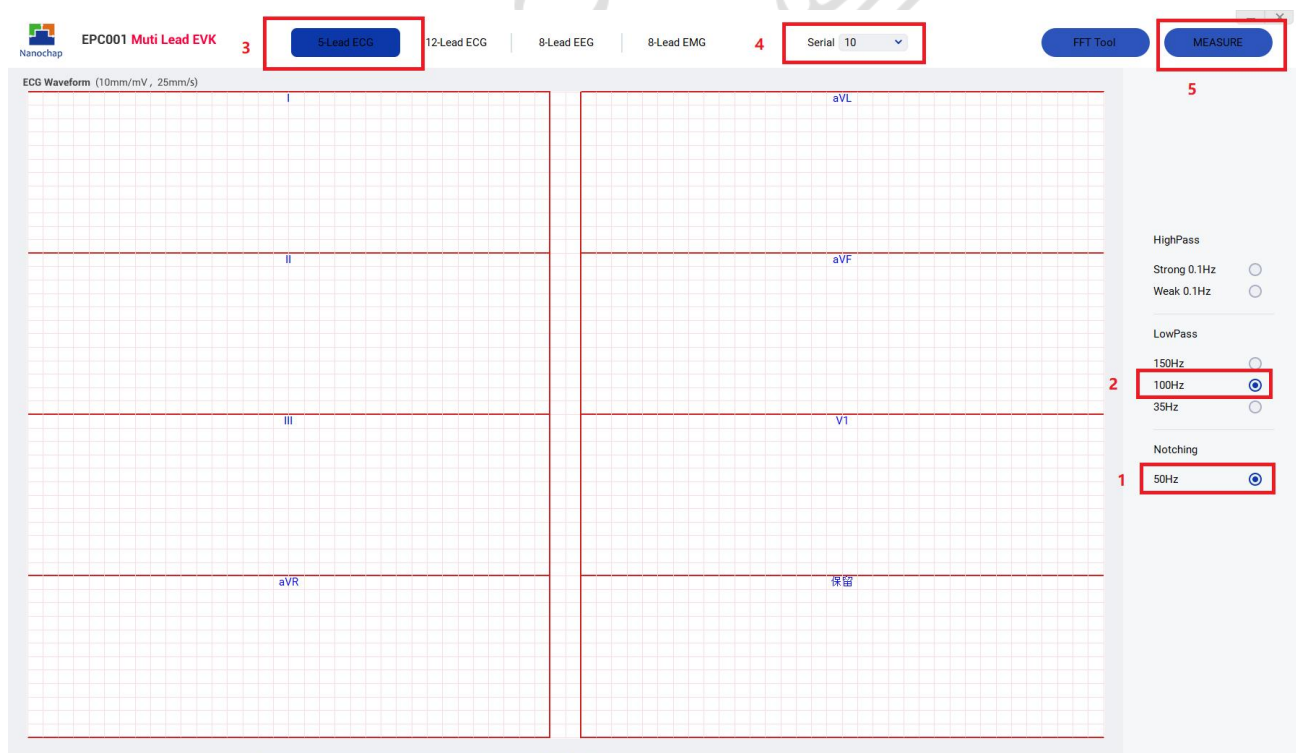 Nanochap
EPC001 Muti Lead EVK
3
5-Lead ECG
12-Lead ECG
8-Lead EEG
8-Lead EMG
4
Serial 10
FFT Tool
MEASURE
5
ECG Waveform (10mm/mV, 25mm/s)
I
aVL
II
aVF
III
V1
aVR
保留
HighPass
Strong 0.1Hz
Weak 0.1Hz
LowPass
150Hz
2
100Hz
35Hz
Notching
1
50Hz